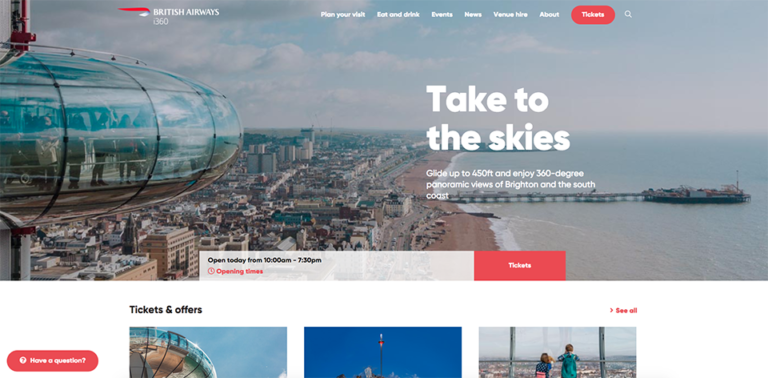 BRITISH AIRWAYS
i360
Plan your visit Eat and drink Events News Venue hire About Tickets
Take to
the skies
Glide up to 450ft and enjoy 360-degree
panoramic views of Brighton and the south
coast
Open today from 10:00am - 7:30pm
Opening times
Tickets
Tickets & offers
See all
Have a question?